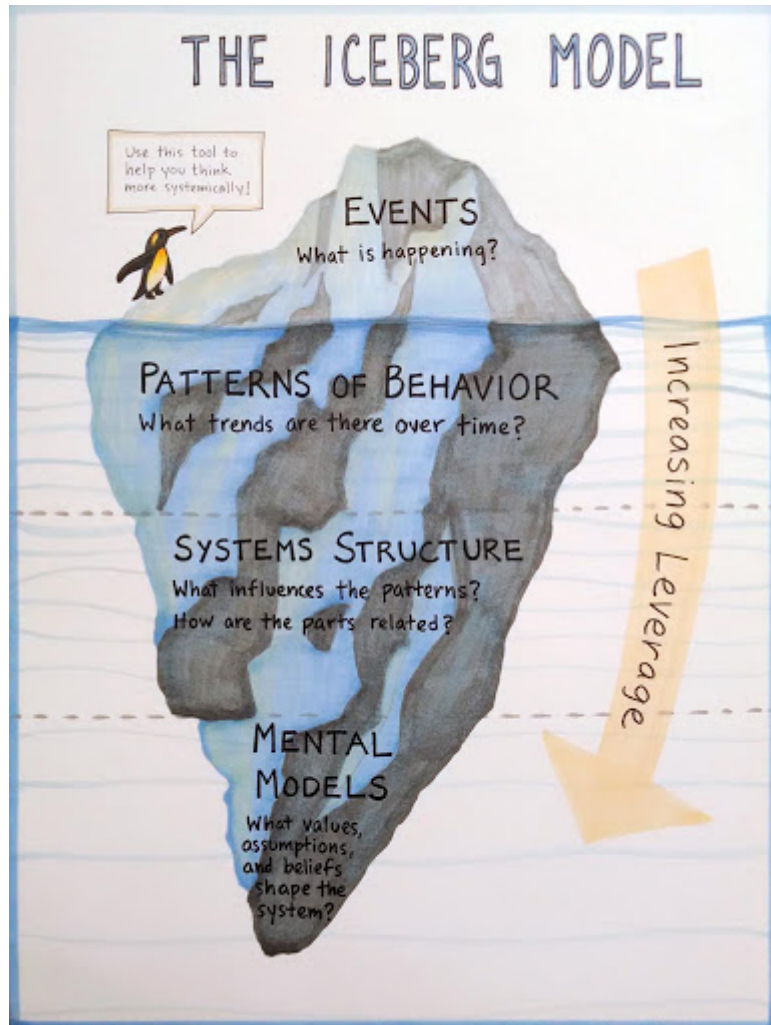 THE ICEBERG MODEL
Use this tool to
help you think
more systemically!
EVENTS
What is happening?
PATTERNS OF BEHAVIOR
What trends are there over time?
SYSTEMS STRUCTURE
What influences the patterns?
How are the parts related?
MENTAL
MODELS
What values,
assumptions,
and beliefs
shape the
system?
Increasing Leverage